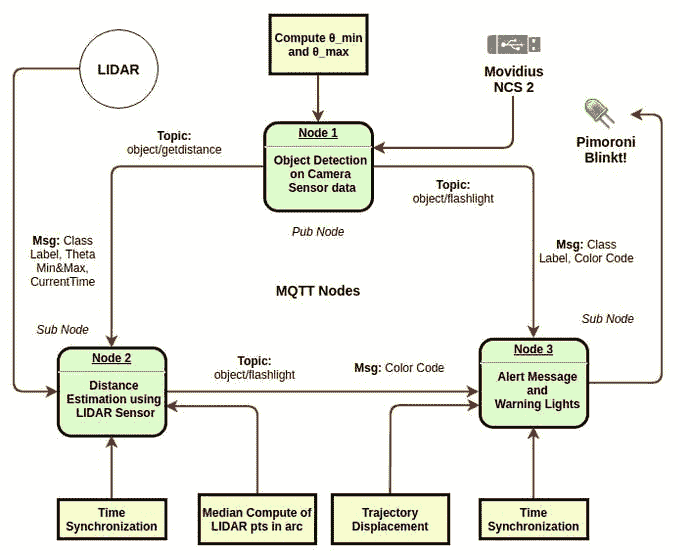 Compute θ_min
and θ_max
LIDAR
Movidius
NCS 2
Pimoroni
Blinkt!
Node 1
Object Detection
on Camera
Sensor data
Topic:
object/getdistance
Topic:
object/flashlight
Pub Node
Msg: Class
Label, Theta
Min&Max,
CurrentTime
Msg: Class
Label, Color Code
MQTT Nodes
Sub Node
Sub Node
Node 2
Distance
Estimation using
LIDAR Sensor
Topic:
object/flashlight
Msg: Color Code
Node 3
Alert Message
and
Warning Lights
Time
Synchronization
Median Compute of
LIDAR pts in arc
Trajectory
Displacement
Time
Synchronization